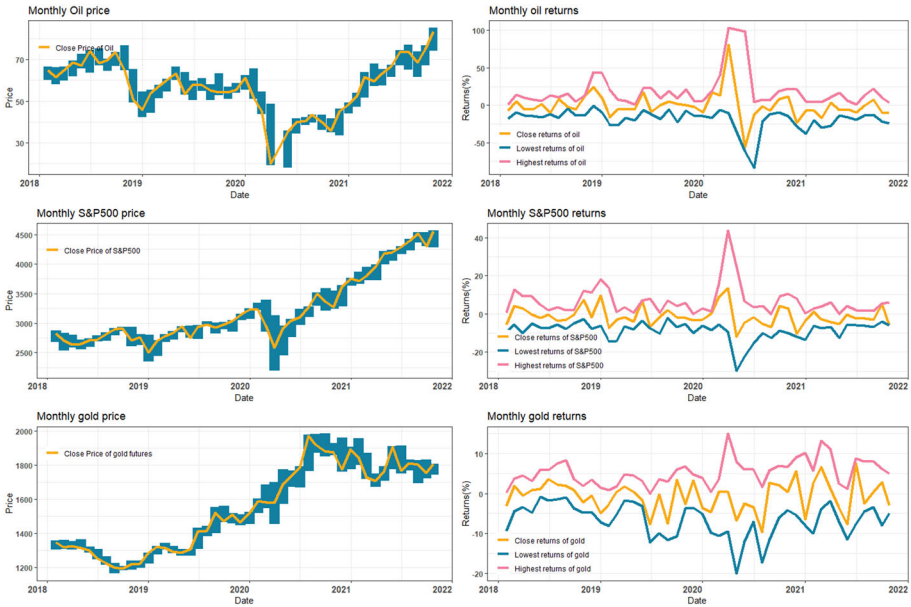 Monthly Oil price
Price
70
50
30
Close Price of Oil
2018
2019
2020
2021
2022
Date
Monthly oil returns
Returns(%)
100
50
0
-50
Close returns of oil
Lowest returns of oil
Highest returns of oil
2018
2019
2020
2021
2022
Date
Monthly S&P500 price
Price
4500
4000
3500
3000
2500
Close Price of S&P500
2018
2019
2020
2021
2022
Date
Monthly S&P500 returns
Returns(%)
40
20
0
-20
Close returns of S&P500
Lowest returns of S&P500
Highest returns of S&P500
2018
2019
2020
2021
2022
Date
Monthly gold price
Price
2000
1800
1600
1400
1200
Close Price of gold futures
2018
2019
2020
2021
2022
Date
Monthly gold returns
Returns(%)
10
0
-10
-20
Close returns of gold
Lowest returns of gold
Highest returns of gold
2018
2019
2020
2021
2022
Date